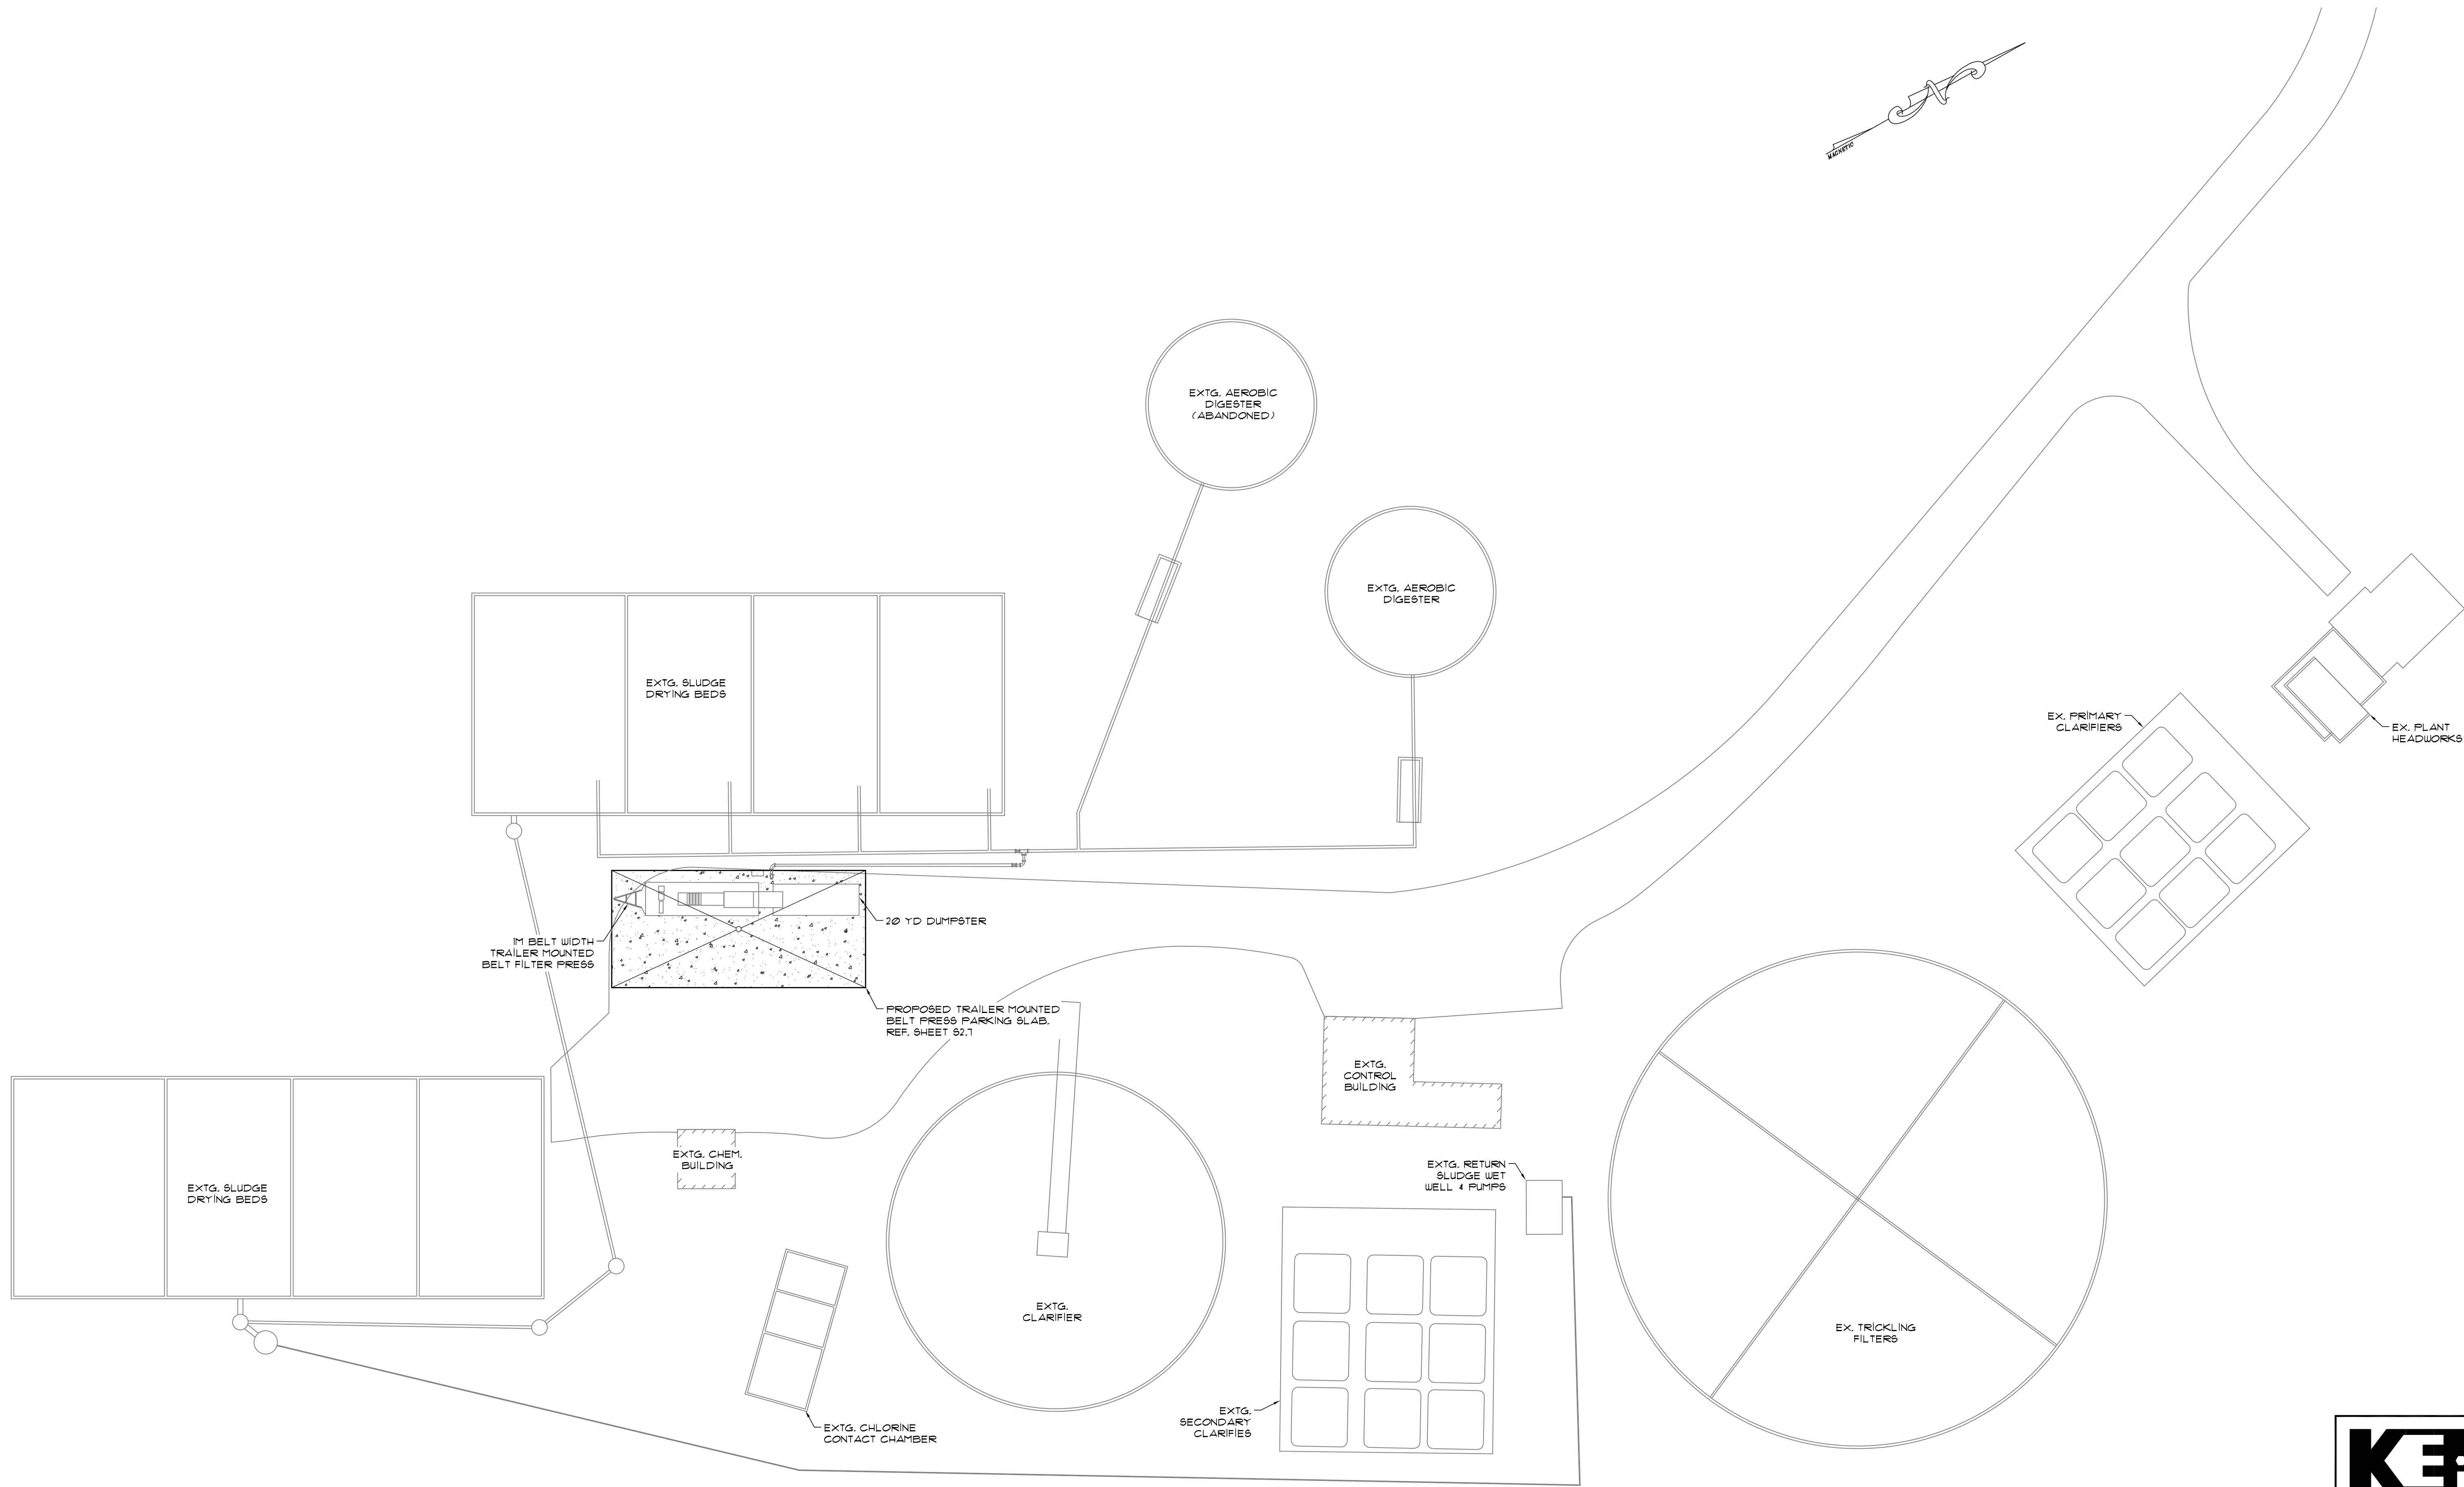 N
MAGNETIC
EXTG. AEROBIC
DIGESTER
(ABANDONED)
EXTG. AEROBIC
DIGESTER
EXTG. SLUDGE
DRYING BEDS
EX. PRIMARY
CLARIFIERS
EX. PLANT
HEADWORKS
20 YD DUMPSTER
1M BELT WIDTH
TRAILER MOUNTED
BELT FILTER PRESS
PROPOSED TRAILER MOUNTED
BELT PRESS PARKING SLAB.
REF. SHEET S2.7
EXTG.
CONTROL
BUILDING
EXTG. CHEM.
BUILDING
EXTG. RETURN
SLUDGE WET
WELL & PUMPS
EXTG. SLUDGE
DRYING BEDS
EXTG.
CLARIFIER
EX. TRICKLING
FILTERS
EXTG.
SECONDARY
CLARIFIES
EXTG. CHLORINE
CONTACT CHAMBER